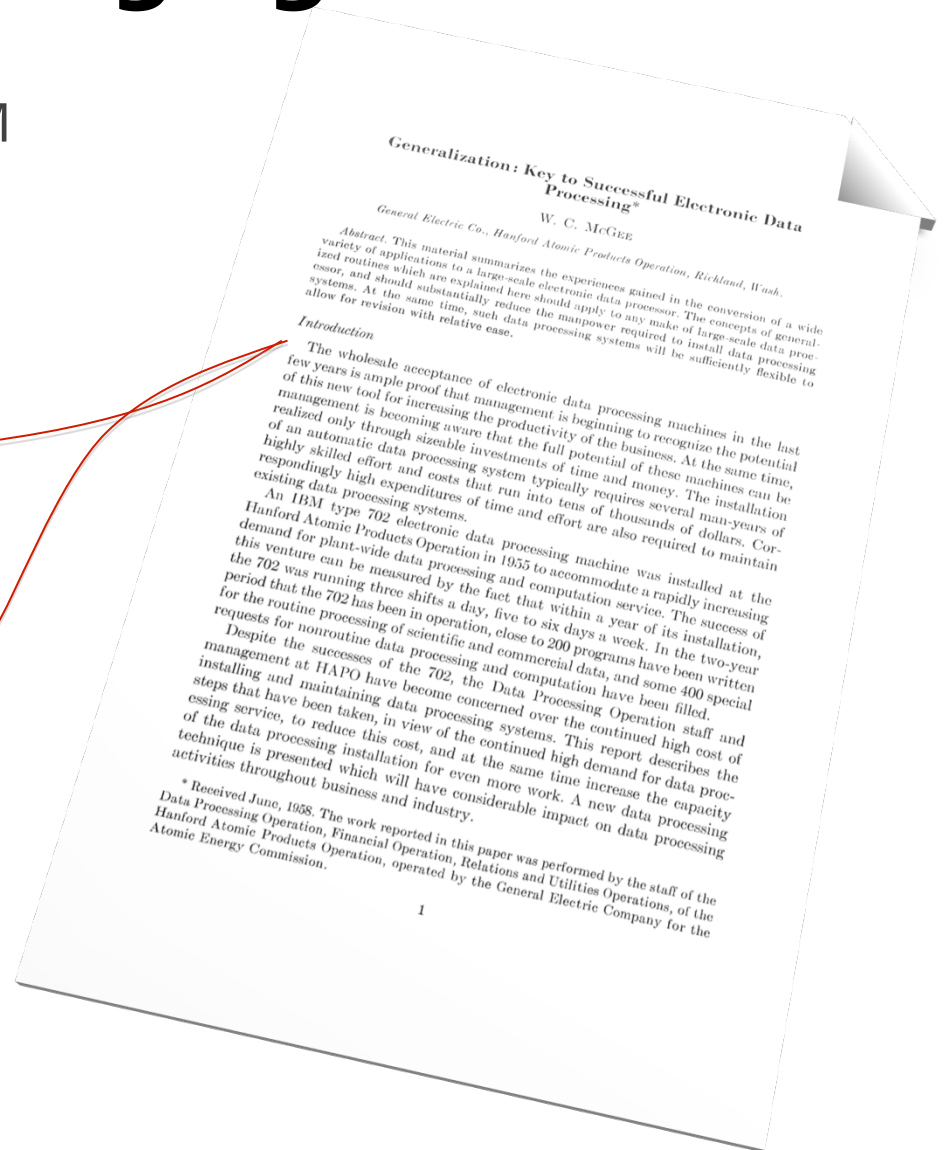 Generalization: Key to Successful Electronic Data
Processing*
W. C. McGEE
General Electric Co., Hanford Atomic Products Operation, Richland, Wash.
Abstract. This material summarizes the experiences gained in the conversion of a wide
variety of applications to a large-scale electronic data processor. The concepts of general-
ized routines which are explained here should apply to any make of large-scale data proc-
essor, and should substantially reduce the manpower required to install data processing
systems. At the same time, such data processing systems will be sufficiently flexible to
allow for revision with relative ease.
Introduction
The wholesale acceptance of electronic data processing machines in the last
few years is ample proof that management is beginning to recognize the potential
of this new tool for increasing the productivity of the business. At the same time,
management is becoming aware that the full potential of these machines can be
realized only through sizeable investments of time and money. The installation
of an automatic data processing system typically requires several man-years of
highly skilled effort and costs that run into tens of thousands of dollars. Cor-
respondingly high expenditures of time and effort are also required to maintain
existing data processing systems.
An IBM type 702 electronic data processing machine was installed at the
Hanford Atomic Products Operation in 1955 to accommodate a rapidly increasing
demand for plant-wide data processing and computation service. The success of
this venture can be measured by the fact that within a year of its installation,
the 702 was running three shifts a day, five to six days a week. In the two-year
period that the 702 has been in operation, close to 200 programs have been written
for the routine processing of scientific and commercial data, and some 400 special
requests for nonroutine data processing and computation have been filled.
Despite the successes of the 702, the Data Processing Operation staff and
management at HAPO have become concerned over the continued high cost of
installing and maintaining data processing systems. This report describes the
steps that have been taken, in view of the continued high demand for data proc-
essing service, to reduce this cost, and at the same time increase the capacity
of the data processing installation for even more work. A new data processing
technique is presented which will have considerable impact on data processing
activities throughout business and industry.
* Received June, 1958. The work reported in this paper was performed by the staff of the
Data Processing Operation, Financial Operation, Relations and Utilities Operations, of the
Hanford Atomic Products Operation, operated by the General Electric Company for the
Atomic Energy Commission.
1